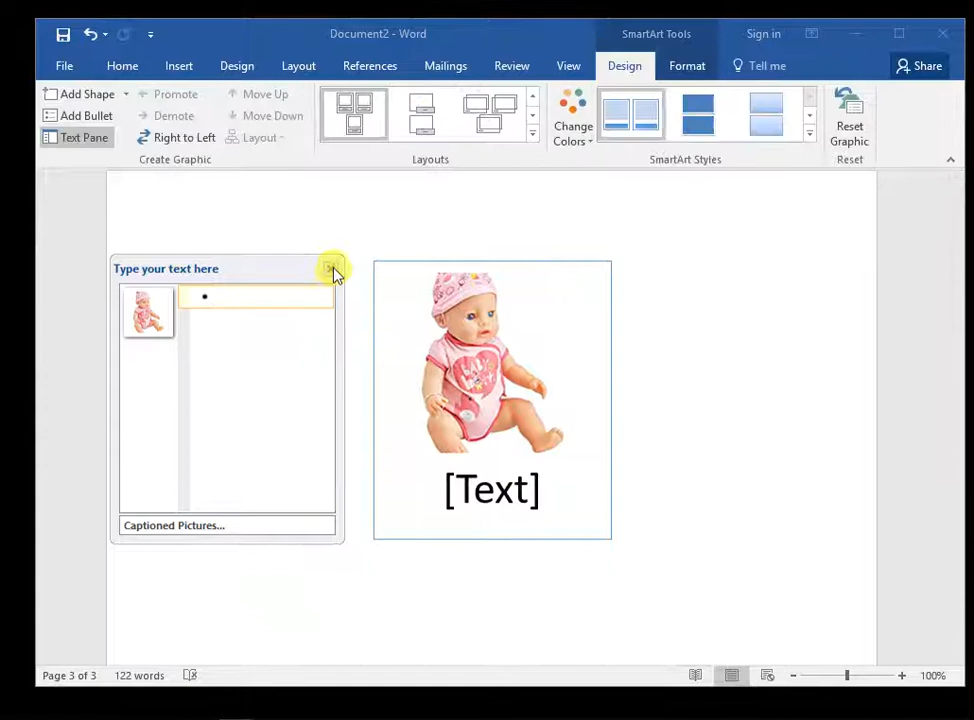 Document2 - Word
SmartArt Tools
Sign in
File
Home
Insert
Design
Layout
References
Mailings
Review
View
Design
Format
Tell me
Share
Add Shape
Promote
Move Up
Add Bullet
Demote
Move Down
Text Pane
Right to Left
Layout
Change
Colors
Reset
Graphic
Create Graphic
Layouts
SmartArt Styles
Reset
Type your text here
[Text]
Captioned Pictures...
Page 3 of 3
122 words
100%